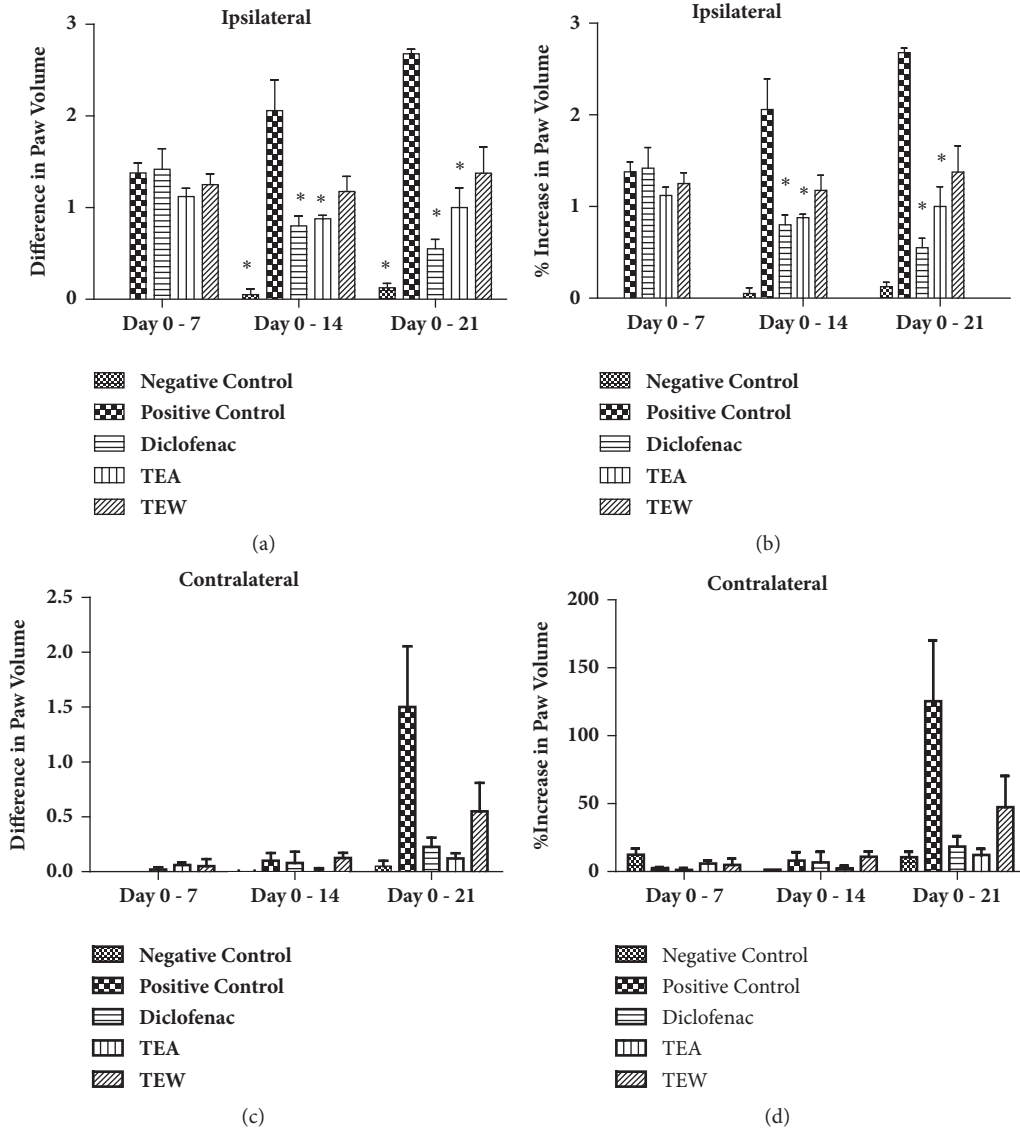 Ipsilateral
Difference in Paw Volume
3
2
1
0
*
* *
*
*
*
Day 0 - 7 Day 0 - 14 Day 0 - 21
Negative Control
Positive Control
Diclofenac
TEA
TEW
(a)
Ipsilateral
% Increase in Paw Volume
3
2
1
0
* *
*
*
Day 0 - 7 Day 0 - 14 Day 0 - 21
Negative Control
Positive Control
Diclofenac
TEA
TEW
(b)
Contralateral
Difference in Paw Volume
2.5
2.0
1.5
1.0
0.5
0.0
Day 0 - 7 Day 0 - 14 Day 0 - 21
Negative Control
Positive Control
Diclofenac
TEA
TEW
(c)
Contralateral
%Increase in Paw Volume
200
150
100
50
0
Day 0 - 7 Day 0 - 14 Day 0 - 21
Negative Control
Positive Control
Diclofenac
TEA
TEW
(d)